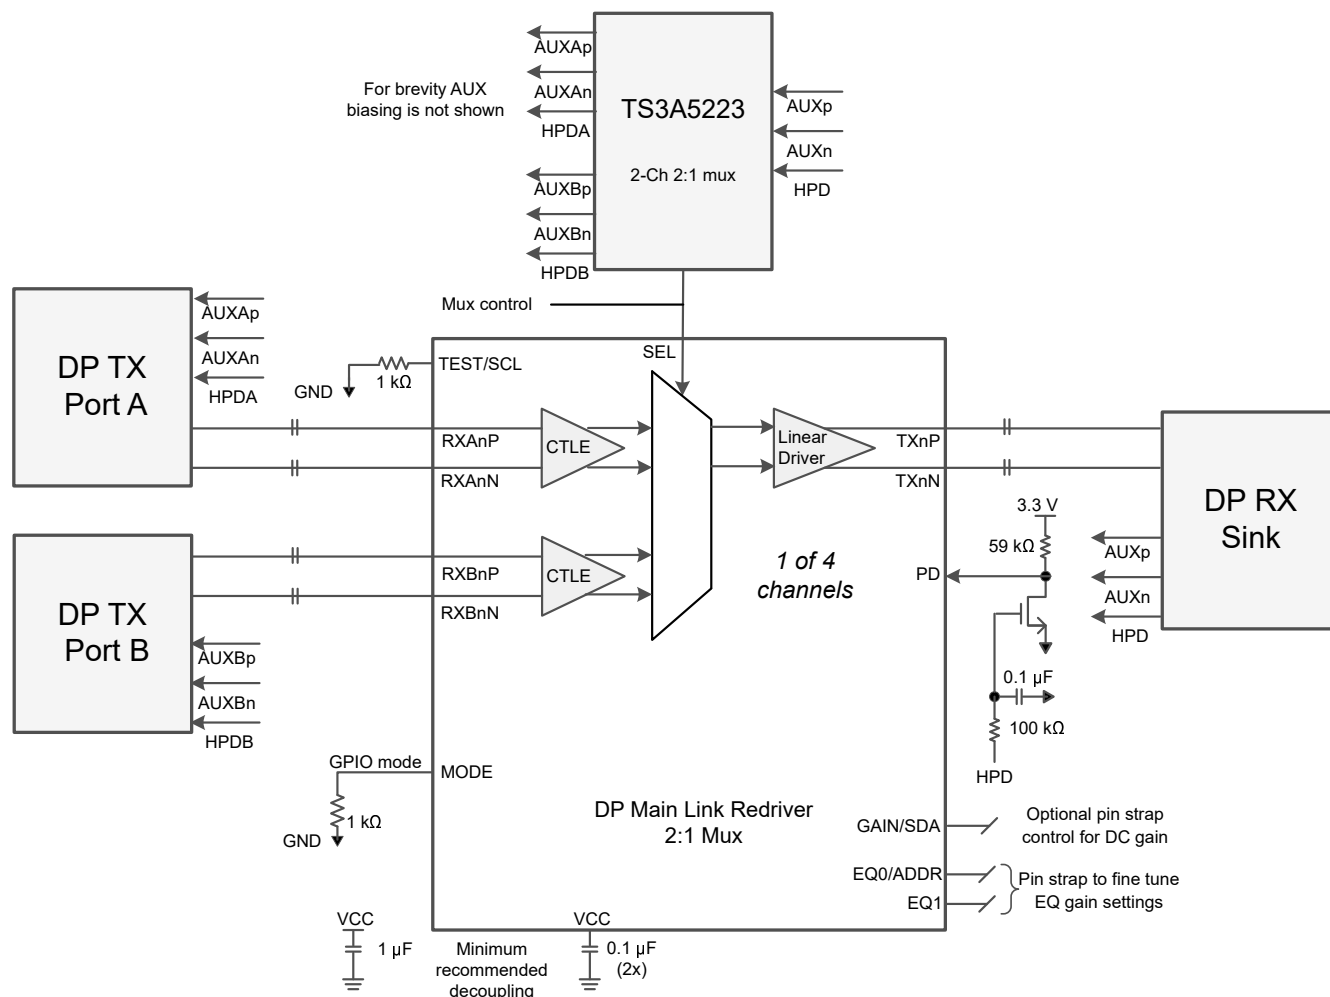 AUXAp
AUXAn
HPDA
AUXBp
AUXBn
HPDB
For brevity AUX
biasing is not shown
TS3A5223
2-Ch 2:1 mux
AUXp
AUXn
HPD
Mux control
DP TX
Port A
AUXAp
AUXAn
HPDA
GND
1 kΩ
TEST/SCL
SEL
RXAnP
RXAnN
CTLE
Linear
Driver
TXnP
TXnN
DP TX
Port B
AUXBp
AUXBn
HPDB
RXBnP
RXBnN
CTLE
1 of 4
channels
PD
3.3 V
59 kΩ
0.1 µF
100 kΩ
HPD
DP RX
Sink
AUXp
AUXn
HPD
GPIO mode
MODE
1 kΩ
GND
DP Main Link Redriver
2:1 Mux
GAIN/SDA
Optional pin strap
control for DC gain
EQ0/ADDR
EQ1
Pin strap to fine tune
EQ gain settings
VCC
1 µF
Minimum
recommended
decoupling
VCC
0.1 µF
(2x)